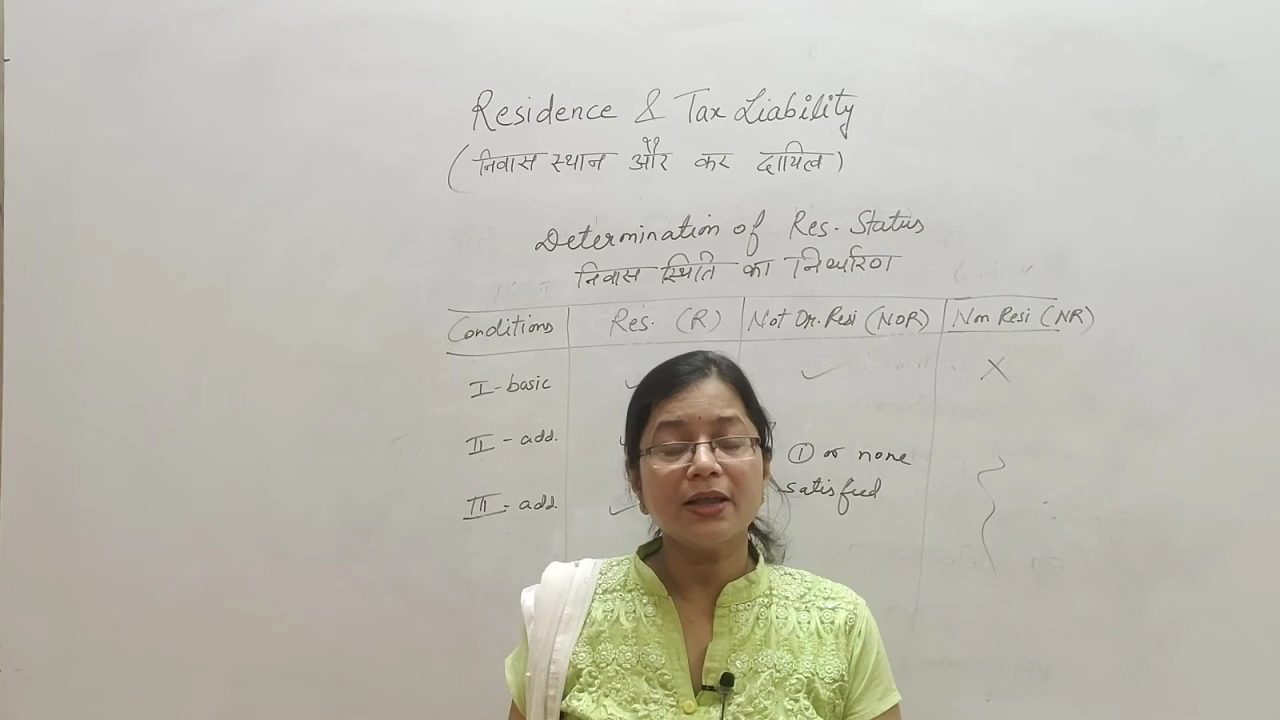 Residence & Tax Liability
(निवास स्थान और कर दायित्व)
Determination of Res. Status
निवास स्थिति का निर्धारण
Conditions Res. (R) Not Or. Resi (NOR) Non Resi (NR)
I - basic ✓ ✓ X
II - add. ✓ ① or none
satisfied
III - add. ✓